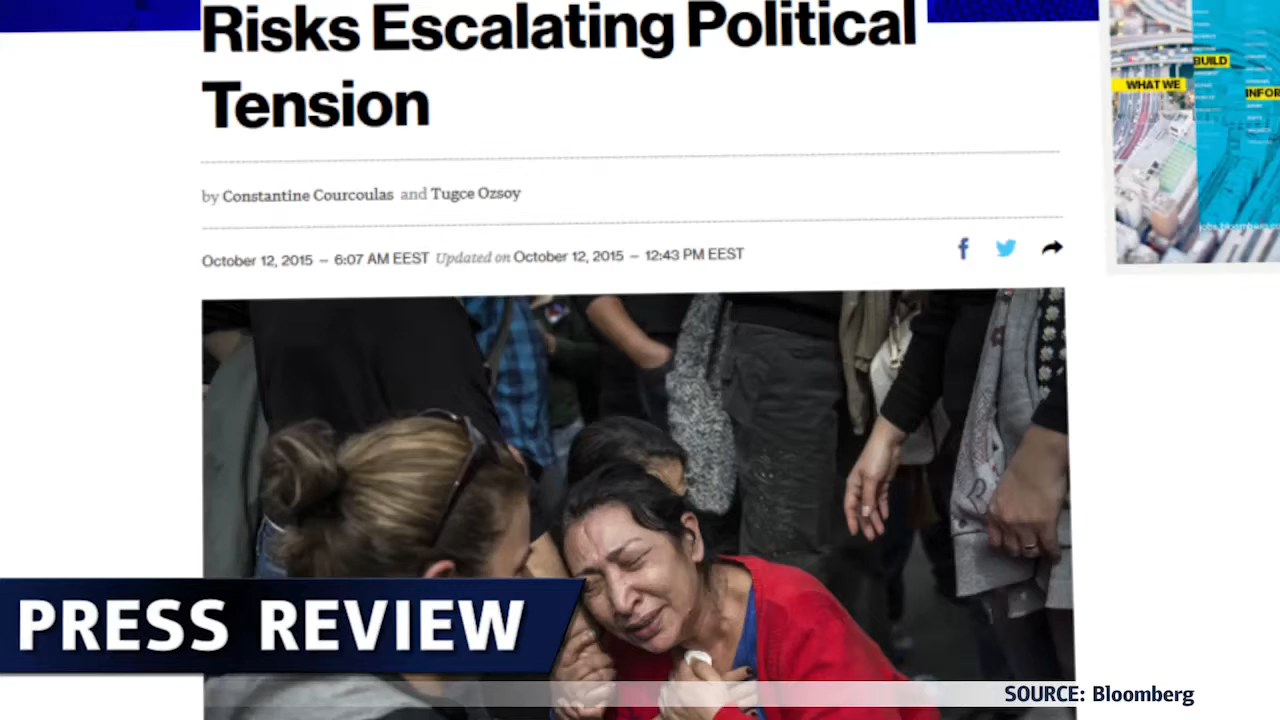 Risks Escalating Political
Tension
by Constantine Courcoulas and Tugce Ozsoy
October 12, 2015 — 6:07 AM EEST Updated on October 12, 2015 — 12:43 PM EEST
WHAT WE
BUILD
INFOR
PRESS REVIEW
SOURCE: Bloomberg